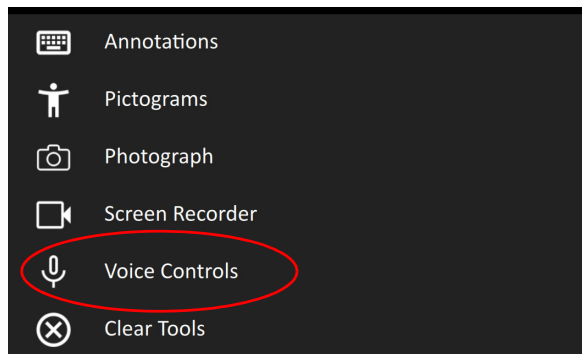 Annotations
Pictograms
Photograph
Screen Recorder
Voice Controls
Clear Tools